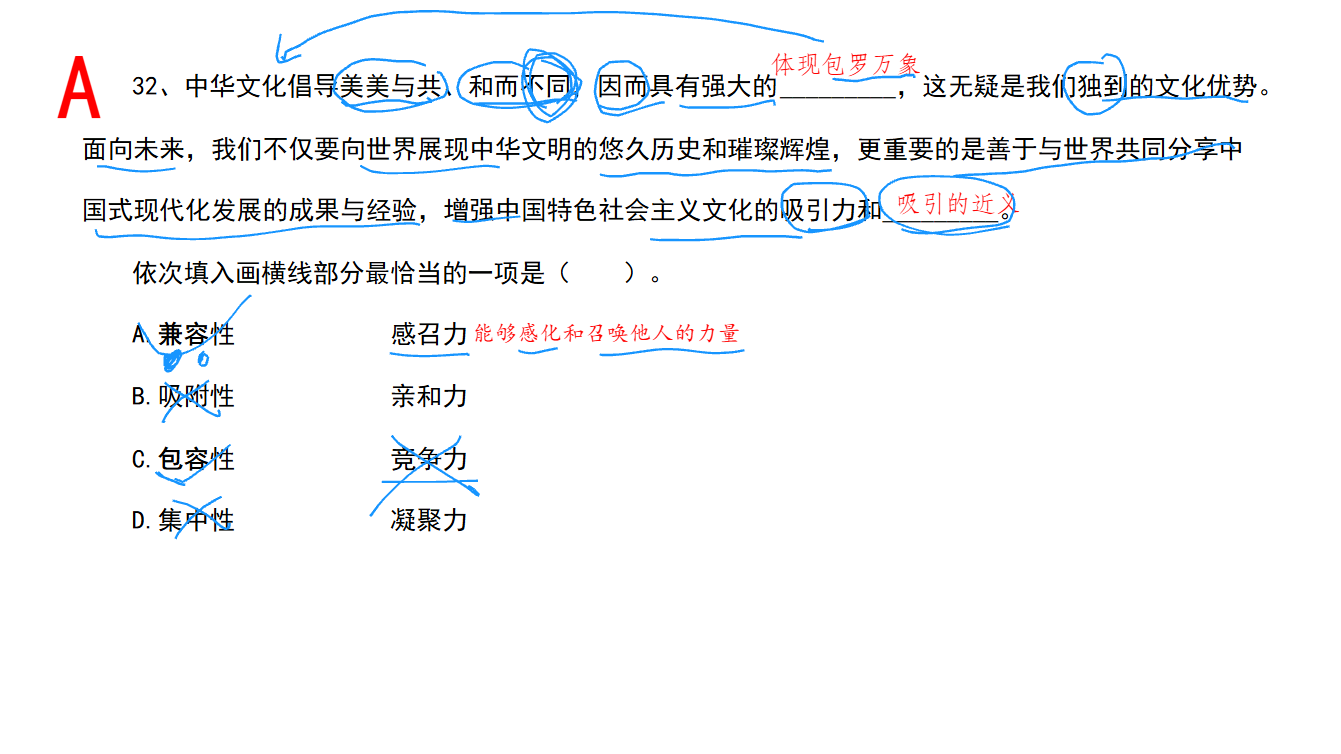 体现包罗万象
A
32、中华文化倡导美美与共、和而不同，因而具有强大的_________，这无疑是我们独到的文化优势。
面向未来，我们不仅要向世界展现中华文明的悠久历史和璀璨辉煌，更重要的是善于与世界共同分享中
国式现代化发展的成果与经验，增强中国特色社会主义文化的吸引力和_________。
吸引的近义
依次填入画横线部分最恰当的一项是（　　）。
A.兼容性 感召力 能够感化和召唤他人的力量
B.吸附性 亲和力
C.包容性 竞争力
D.集中性 凝聚力